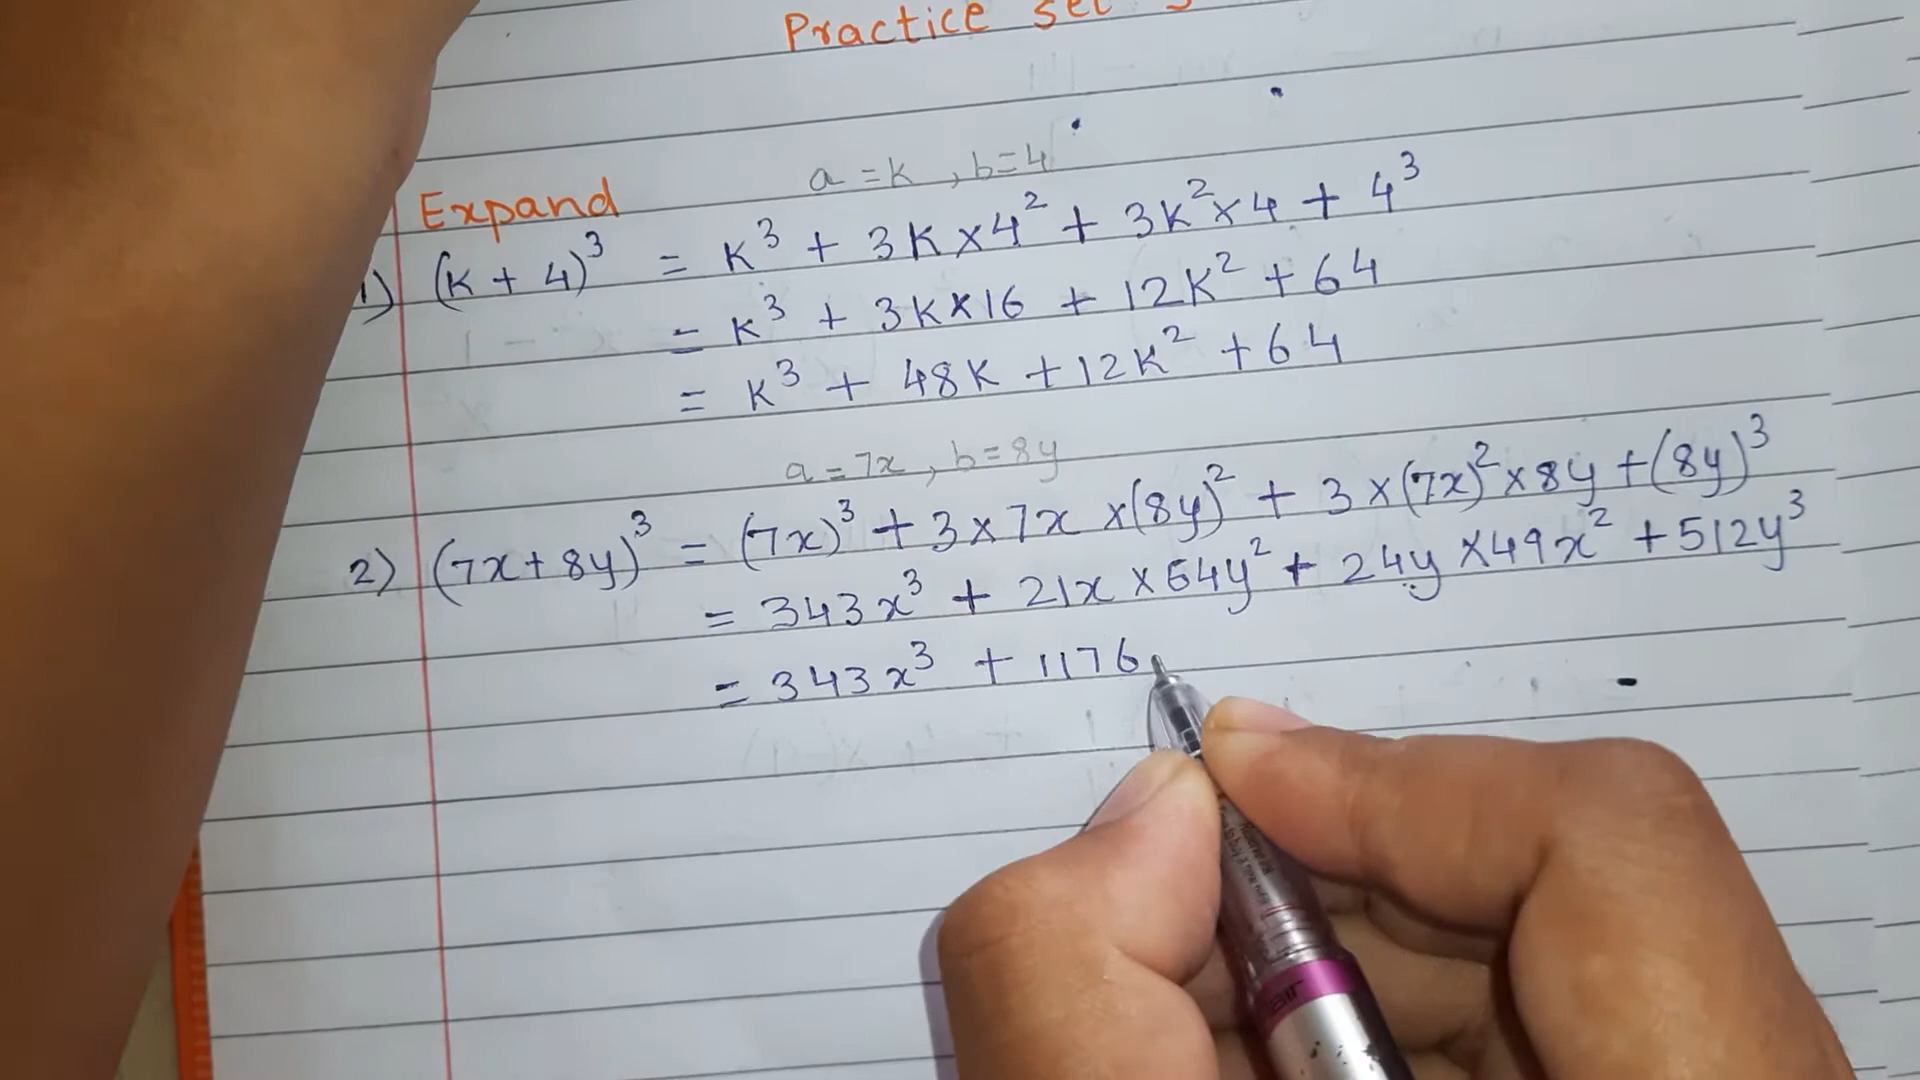 Practice set
a = k , b = 4
Expand
1) (k + 4)³ = k³ + 3k × 4² + 3k² × 4 + 4³
= k³ + 3k × 16 + 12k² + 64
= k³ + 48k + 12k² + 64
a = 7x , b = 8y
2) (7x + 8y)³ = (7x)³ + 3 × 7x × (8y)² + 3 × (7x)² × 8y + (8y)³
= 343x³ + 21x × 64y² + 24y × 49x² + 512y³
= 343x³ + 1176